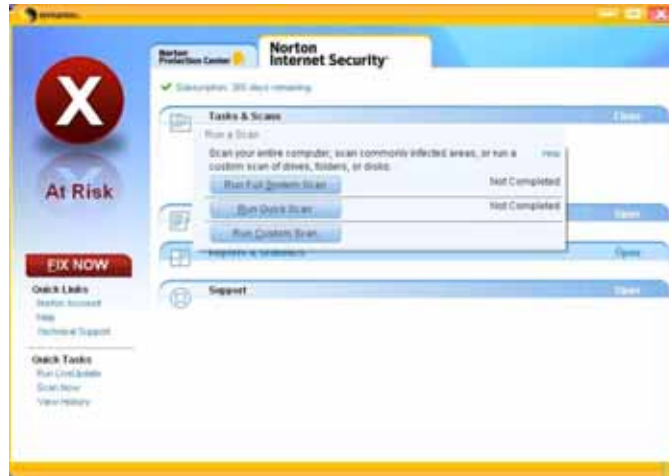 symantec.
Norton
Protection Center
Norton
Internet Security
Subscription: 365 days remaining
X
At Risk
FIX NOW
Quick Links
Norton Account
Help
Technical Support
Quick Tasks
Run LiveUpdate
Scan Now
View History
Tasks & Scans
Close
Run a Scan
Scan your entire computer, scan commonly infected areas, or run a
custom scan of drives, folders, or disks.
Help
Run Full System Scan
Not Completed
Run Quick Scan
Not Completed
Run Custom Scan
Open
Reports & Statistics
Open
Support
Open